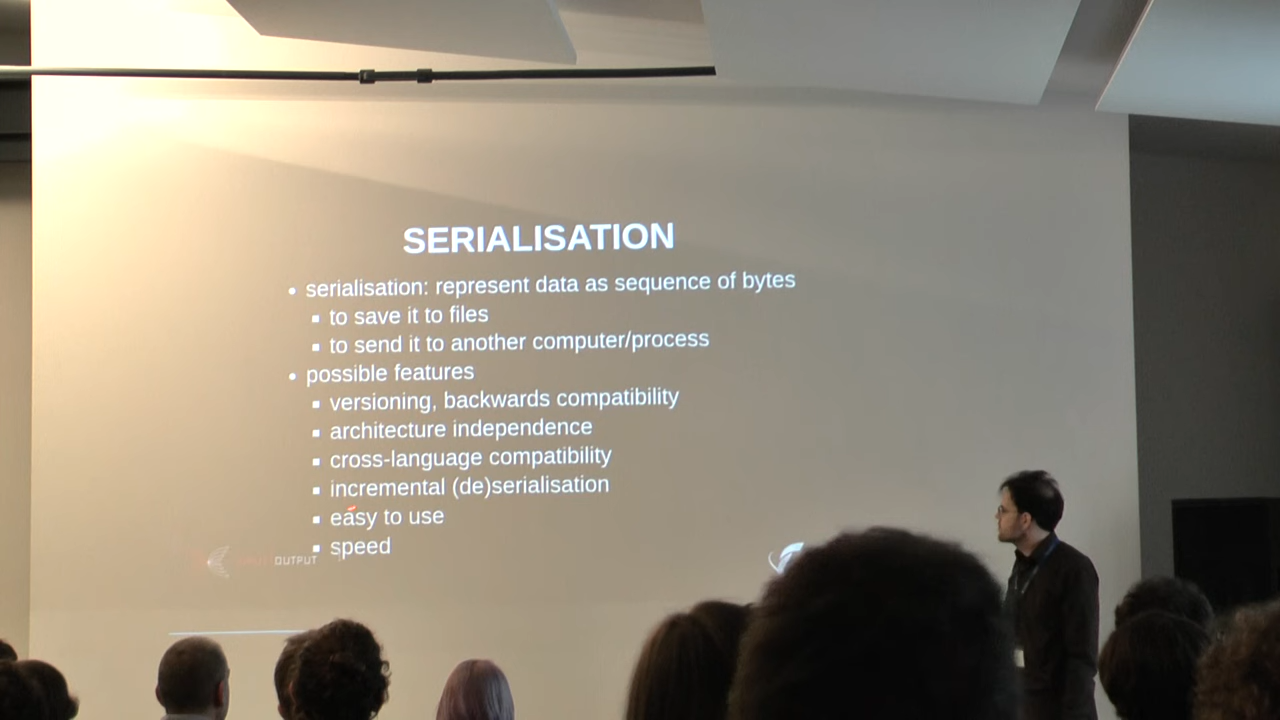 SERIALISATION
• serialisation: represent data as sequence of bytes
▪ to save it to files
▪ to send it to another computer/process
• possible features
▪ versioning, backwards compatibility
▪ architecture independence
▪ cross-language compatibility
▪ incremental (de)serialisation
▪ easy to use
▪ speed
INPUT OUTPUT